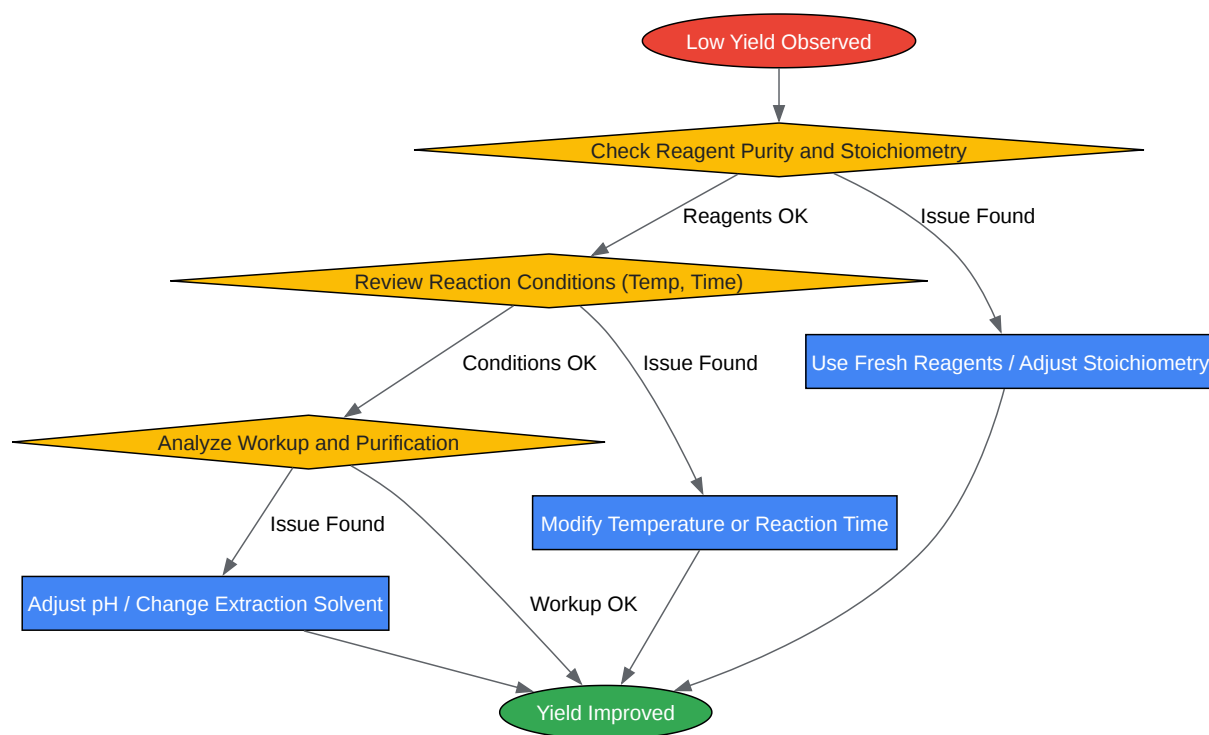 Low Yield Observed
Check Reagent Purity and Stoichiometry
Reagents OK
Issue Found
Review Reaction Conditions (Temp, Time)
Conditions OK
Issue Found
Use Fresh Reagents / Adjust Stoichiometry
Analyze Workup and Purification
Issue Found
Modify Temperature or Reaction Time
Adjust pH / Change Extraction Solvent
Workup OK
Yield Improved